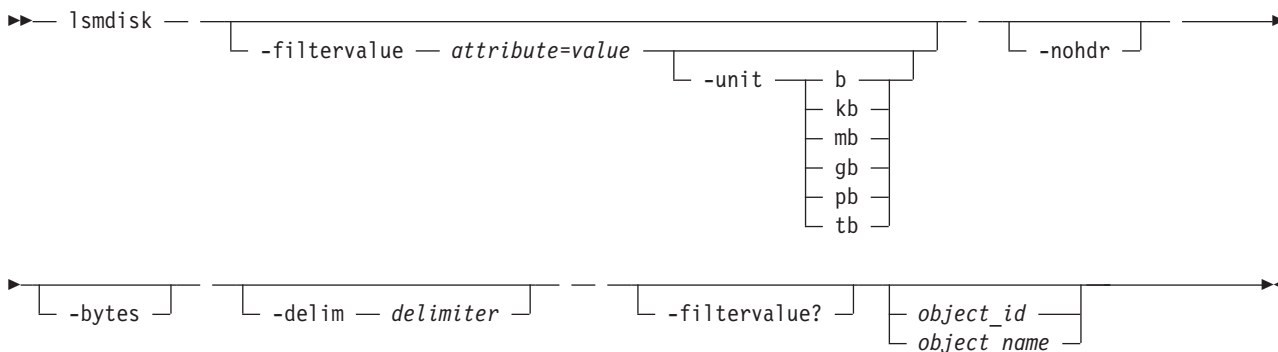 lsmdisk
-filtervalue attribute=value
-nohdr
-unit b
kb
mb
gb
pb
tb
-bytes
-delim delimiter
-filtervalue?
object_id
object_name